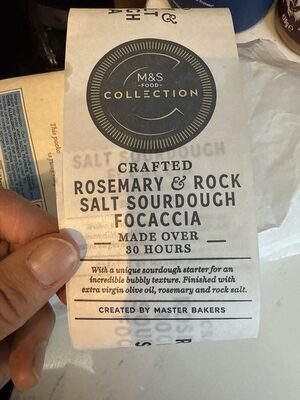 M&S
FOOD
COLLECTION
CRAFTED
ROSEMARY & ROCK
SALT SOURDOUGH
FOCACCIA
MADE OVER
30 HOURS
With a unique sourdough starter for an
incredible bubbly texture. Finished with
extra virgin olive oil, rosemary and rock salt.
CREATED BY MASTER BAKERS